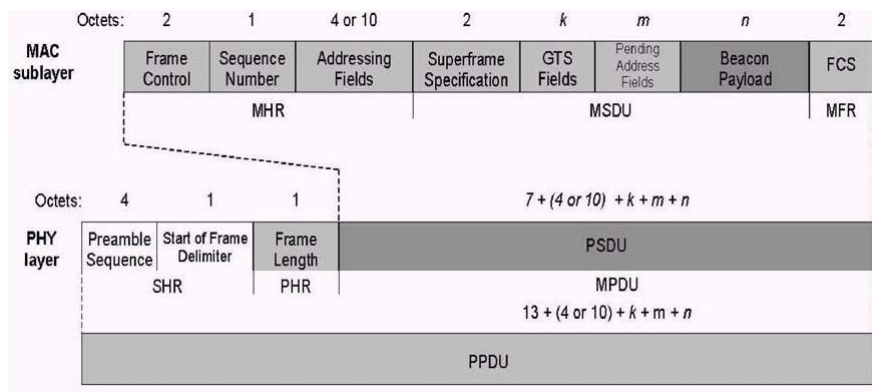 Octets: 2 1 4 or 10 2 k m n 2
MAC sublayer
Frame Control
Sequence Number
Addressing Fields
Superframe Specification
GTS Fields
Pending Address Fields
Beacon Payload
FCS
MHR MSDU MFR
Octets: 4 1 1 7 + (4 or 10) + k + m + n
PHY layer
Preamble Sequence
Start of Frame Delimiter
Frame Length
PSDU
SHR PHR MPDU
13 + (4 or 10) + k + m + n
PPDU